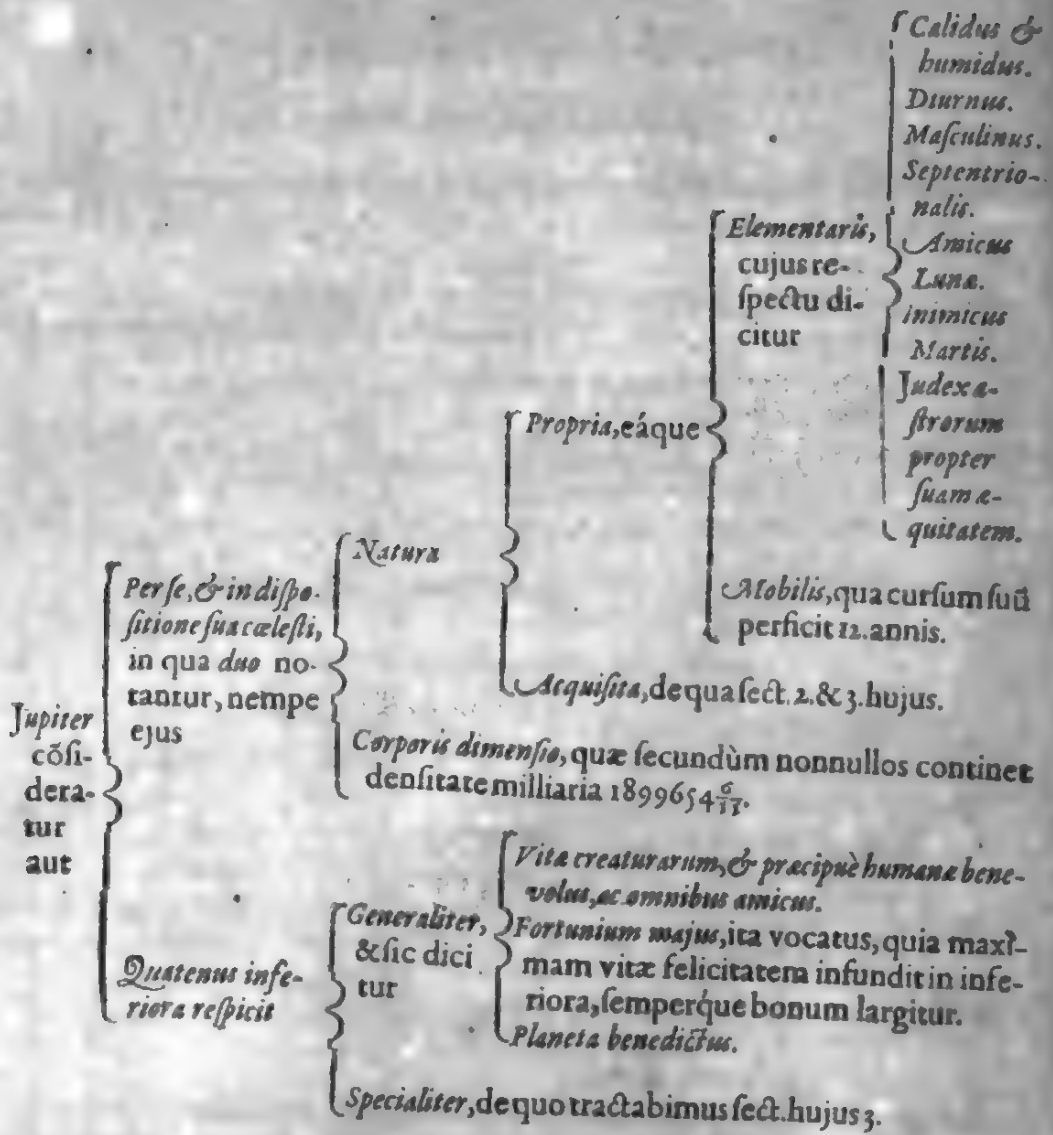 Jupiter
cõſi-
dera-
tur
aut
Per ſe, & in diſpo-
ſitione ſua cæleſti,
in qua duo no-
tantur, nempe
ejus
Natura
Propria, eáque
Elementaris,
cujus re-
ſpectu di-
citur
Calidus &
humidus.
Diurnus.
Maſculinus.
Septentrio-
nalis.
Amicus
Lunæ.
inimicus
Martis.
Judex a-
ſtrorum
propter
ſuam æ-
quitatem.
Mobilis, qua curſum ſuũ
perficit 12. annis.
Acquiſita, de qua ſect. 2. & 3. hujus.
Corporis dimenſio, quæ ſecundùm nonnullos continet
denſitate milliaria 1899654 6/11.
Quatenus infe-
riora reſpicit
Generaliter,
& ſic dici
tur
Vitæ creaturarum, & præcipuè humanæ bene-
volus, ac omnibus amicus.
Fortunium majus, ita vocatus, quia maxi-
mam vitæ felicitatem infundit in infe-
riora, ſemperq́ue bonum largitur.
Planeta benedictus.
Specialiter, de quo tractabimus ſect. hujus 3.